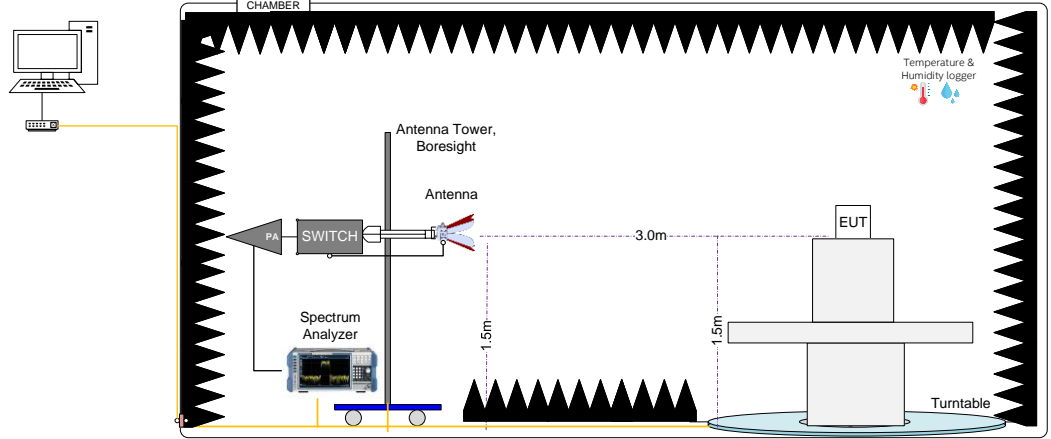 CHAMBER
Temperature &
Humidity logger
Antenna Tower,
Boresight
Antenna
PA
SWITCH
3.0m
EUT
1.5m
1.5m
Spectrum
Analyzer
Turntable